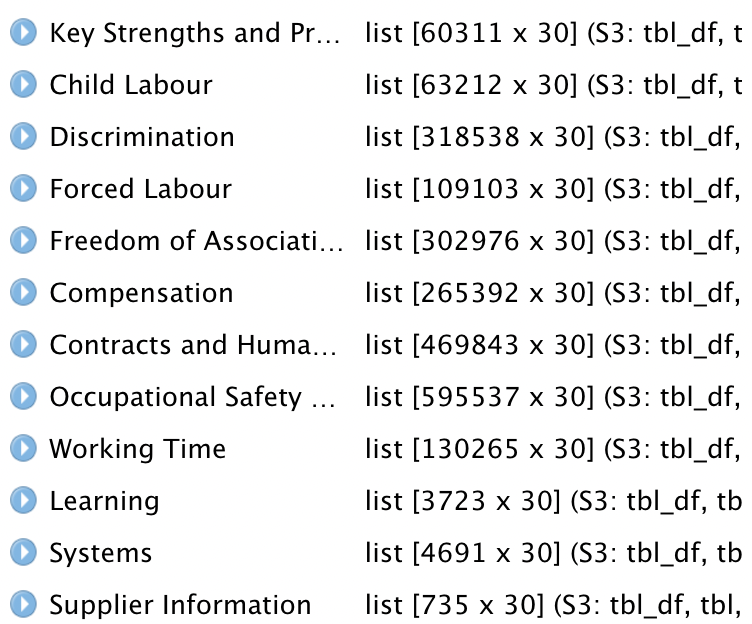 Key Strengths and Pr... list [60311 x 30] (S3: tbl_df, t
Child Labour list [63212 x 30] (S3: tbl_df, t
Discrimination list [318538 x 30] (S3: tbl_df,
Forced Labour list [109103 x 30] (S3: tbl_df,
Freedom of Associati... list [302976 x 30] (S3: tbl_df,
Compensation list [265392 x 30] (S3: tbl_df,
Contracts and Huma... list [469843 x 30] (S3: tbl_df,
Occupational Safety ... list [595537 x 30] (S3: tbl_df,
Working Time list [130265 x 30] (S3: tbl_df,
Learning list [3723 x 30] (S3: tbl_df, tb
Systems list [4691 x 30] (S3: tbl_df, tb
Supplier Information list [735 x 30] (S3: tbl_df, tbl,